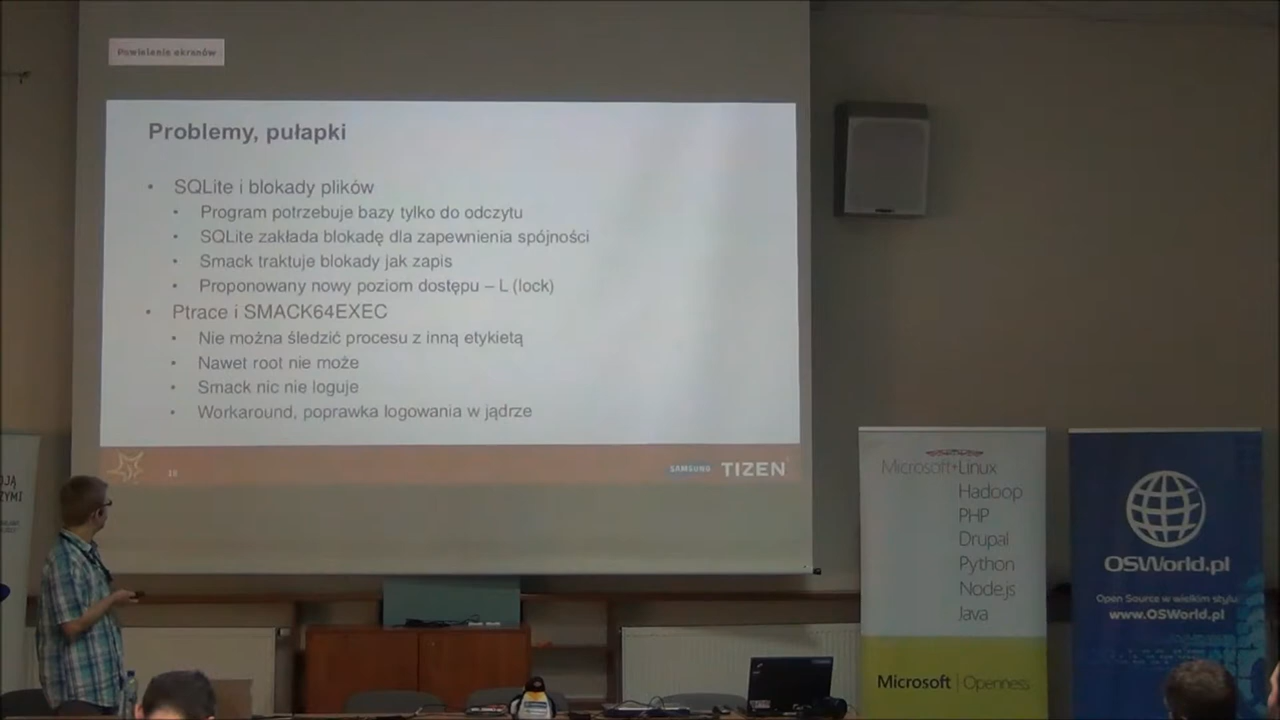 Powielenie ekranów
Problemy, pułapki
• SQLite i blokady plików
• Program potrzebuje bazy tylko do odczytu
• SQLite zakłada blokadę dla zapewnienia spójności
• Smack traktuje blokady jak zapis
• Proponowany nowy poziom dostępu – L (lock)
• Ptrace i SMACK64EXEC
• Nie można śledzić procesu z inną etykietą
• Nawet root nie może
• Smack nic nie loguje
• Workaround, poprawka logowania w jądrze
SAMSUNG TIZEN
Microsoft+Linux
Hadoop
PHP
Drupal
Python
Node.js
Java
Microsoft | Openness
OSWorld.pl
Open Source w wielkim stylu
www.OSWorld.pl